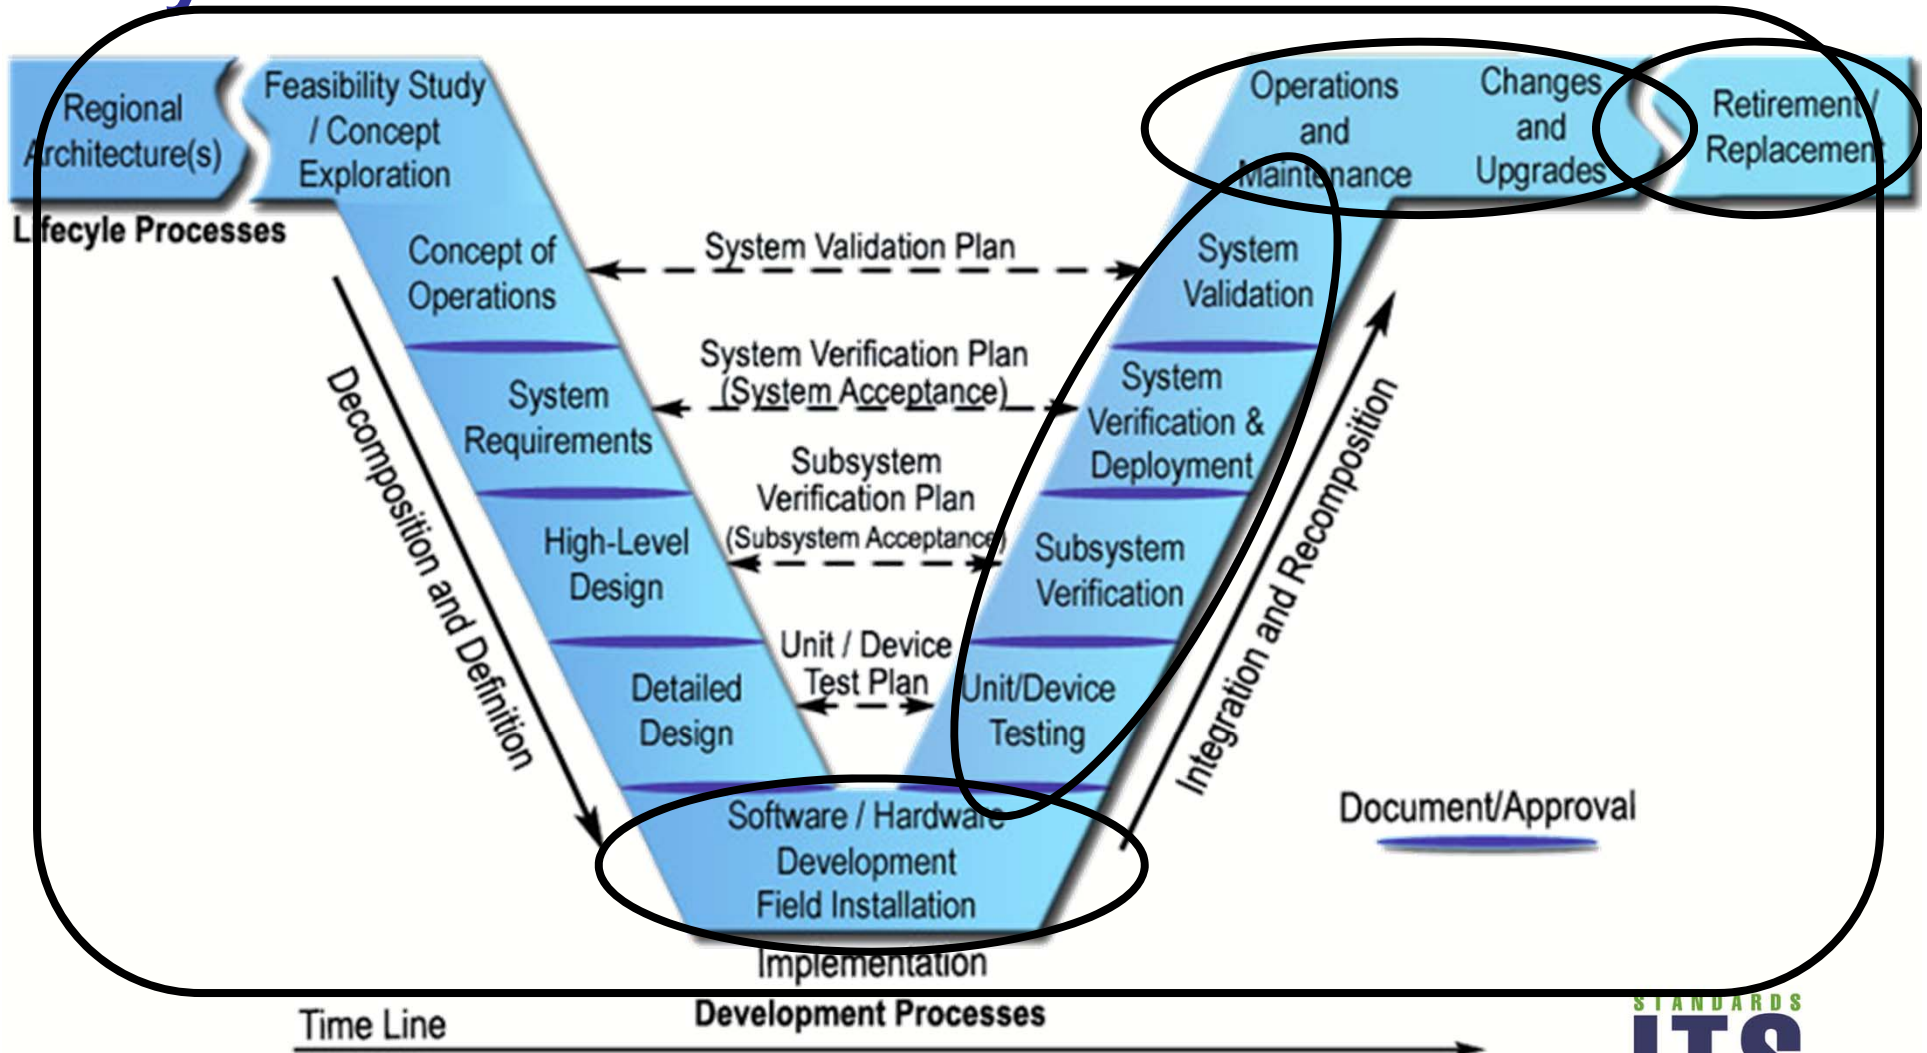 Regional
Architecture(s)
Feasibility Study
/ Concept
Exploration
Operations
and
Maintenance
Changes
and
Upgrades
Retirement /
Replacement
Lifecyle Processes
Concept of
Operations
System Validation Plan
System
Validation
System
Requirements
System Verification Plan
(System Acceptance)
System
Verification &
Deployment
High-Level
Design
Subsystem
Verification Plan
(Subsystem Acceptance)
Subsystem
Verification
Detailed
Design
Unit / Device
Test Plan
Unit/Device
Testing
Decomposition and Definition
Integration and Recomposition
Software / Hardware
Development
Field Installation
Implementation
Document/Approval
Development Processes
Time Line
STANDARDS
ITS